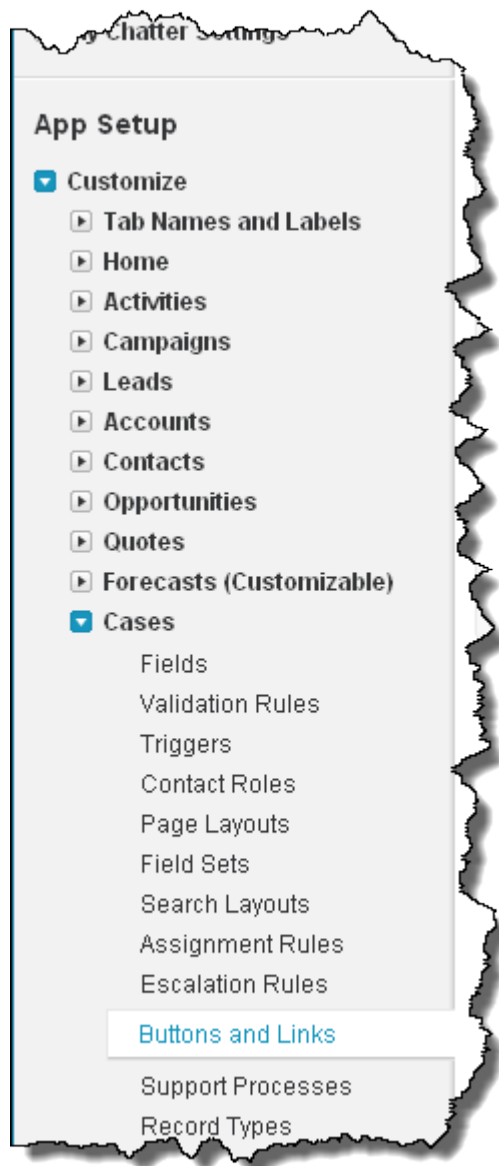 Chatter Settings
App Setup
Customize
Tab Names and Labels
Home
Activities
Campaigns
Leads
Accounts
Contacts
Opportunities
Quotes
Forecasts (Customizable)
Cases
Fields
Validation Rules
Triggers
Contact Roles
Page Layouts
Field Sets
Search Layouts
Assignment Rules
Escalation Rules
Buttons and Links
Support Processes
Record Types